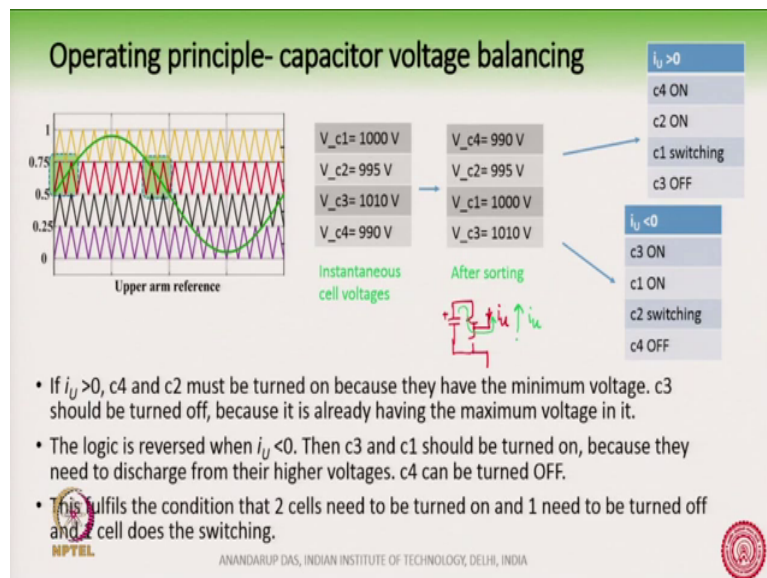 Operating principle- capacitor voltage balancing
1
0.75
0.5
0.25
0
Upper arm reference
V_c1= 1000 V
V_c2= 995 V
V_c3= 1010 V
V_c4= 990 V
Instantaneous
cell voltages
V_c4= 990 V
V_c2= 995 V
V_c1= 1000 V
V_c3= 1010 V
After sorting
+
iu
iu
iU >0
c4 ON
c2 ON
c1 switching
c3 OFF
iU <0
c3 ON
c1 ON
c2 switching
c4 OFF
• If iU >0, c4 and c2 must be turned on because they have the minimum voltage. c3
should be turned off, because it is already having the maximum voltage in it.
• The logic is reversed when iU <0. Then c3 and c1 should be turned on, because they
need to discharge from their higher voltages. c4 can be turned OFF.
• This fulfils the condition that 2 cells need to be turned on and 1 need to be turned off
and 1 cell does the switching.
NPTEL
ANANDARUP DAS, INDIAN INSTITUTE OF TECHNOLOGY, DELHI, INDIA